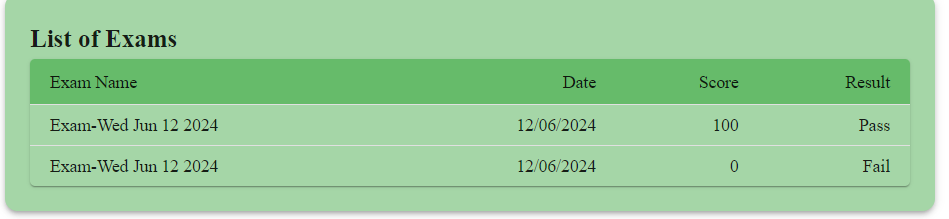 List of Exams
Exam Name Date Score Result
Exam-Wed Jun 12 2024 12/06/2024 100 Pass
Exam-Wed Jun 12 2024 12/06/2024 0 Fail